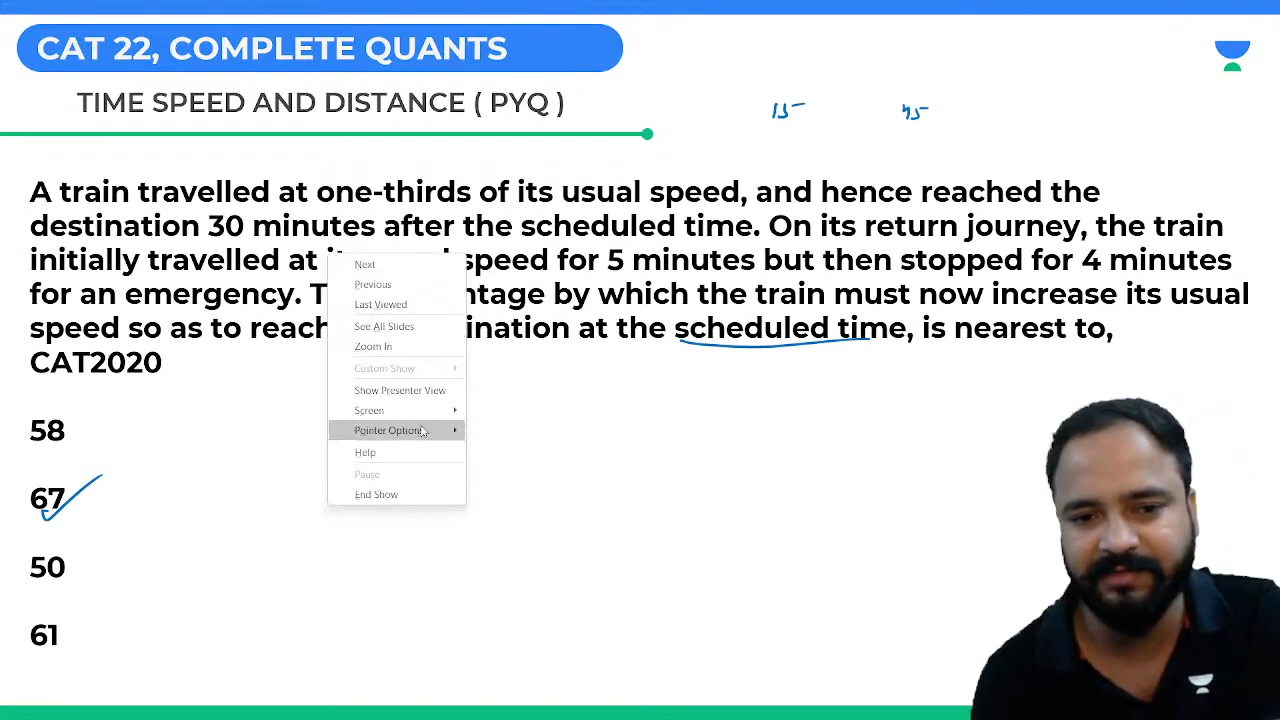 CAT 22, COMPLETE QUANTS
TIME SPEED AND DISTANCE ( PYQ )
15 45
A train travelled at one-thirds of its usual speed, and hence reached the
destination 30 minutes after the scheduled time. On its return journey, the train
initially travelled at speed for 5 minutes but then stopped for 4 minutes
for an emergency. T ntage by which the train must now increase its usual
speed so as to reach ination at the scheduled time, is nearest to,
CAT2020
58
67
50
61
Next
Previous
Last Viewed
See All Slides
Zoom In
Custom Show
Show Presenter View
Screen
Pointer Options
Help
Pause
End Show